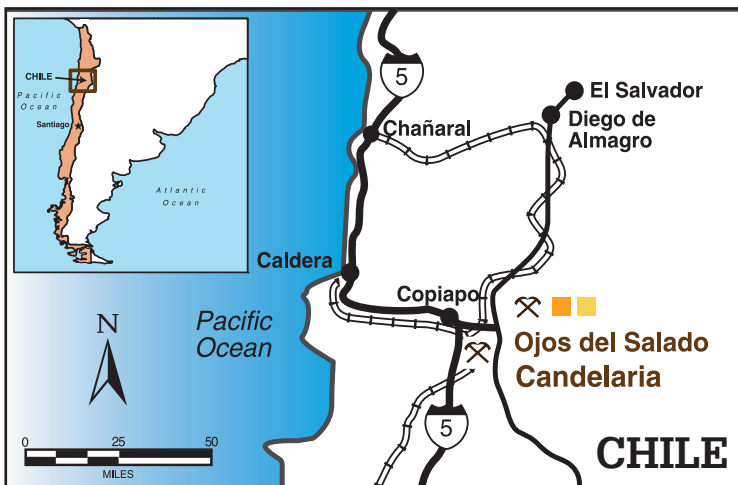 CHILE
Pacific
Ocean
Santiago
Atlantic
Ocean
5
El Salvador
Diego de
Almagro
Chañaral
Caldera
Copiapo
N
Pacific
Ocean
Ojos del Salado
Candelaria
5
0 25 50
MILES
CHILE